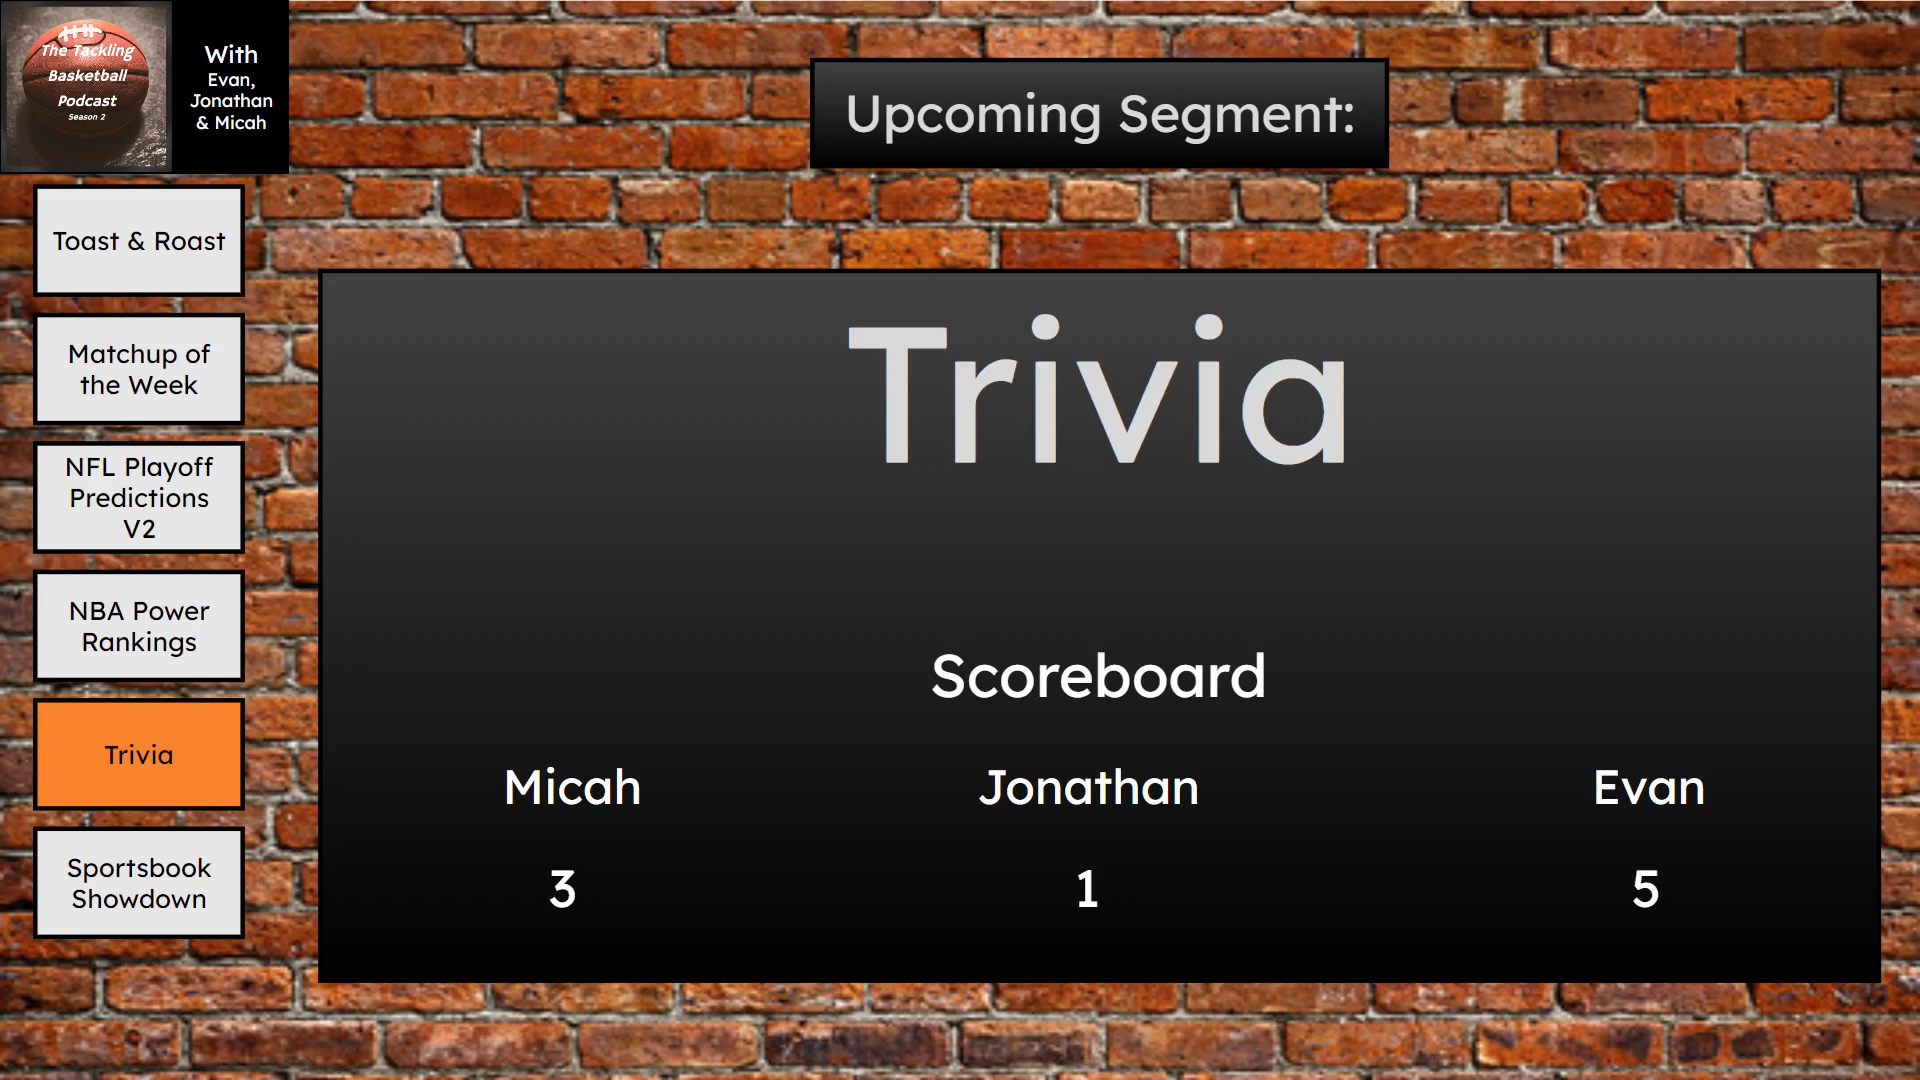 The Tackling
Basketball
Podcast
Season 2
With
Evan,
Jonathan
& Micah
Upcoming Segment:
Toast & Roast
Matchup of
the Week
NFL Playoff
Predictions
V2
NBA Power
Rankings
Trivia
Sportsbook
Showdown
Trivia
Scoreboard
Micah Jonathan Evan
3 1 5